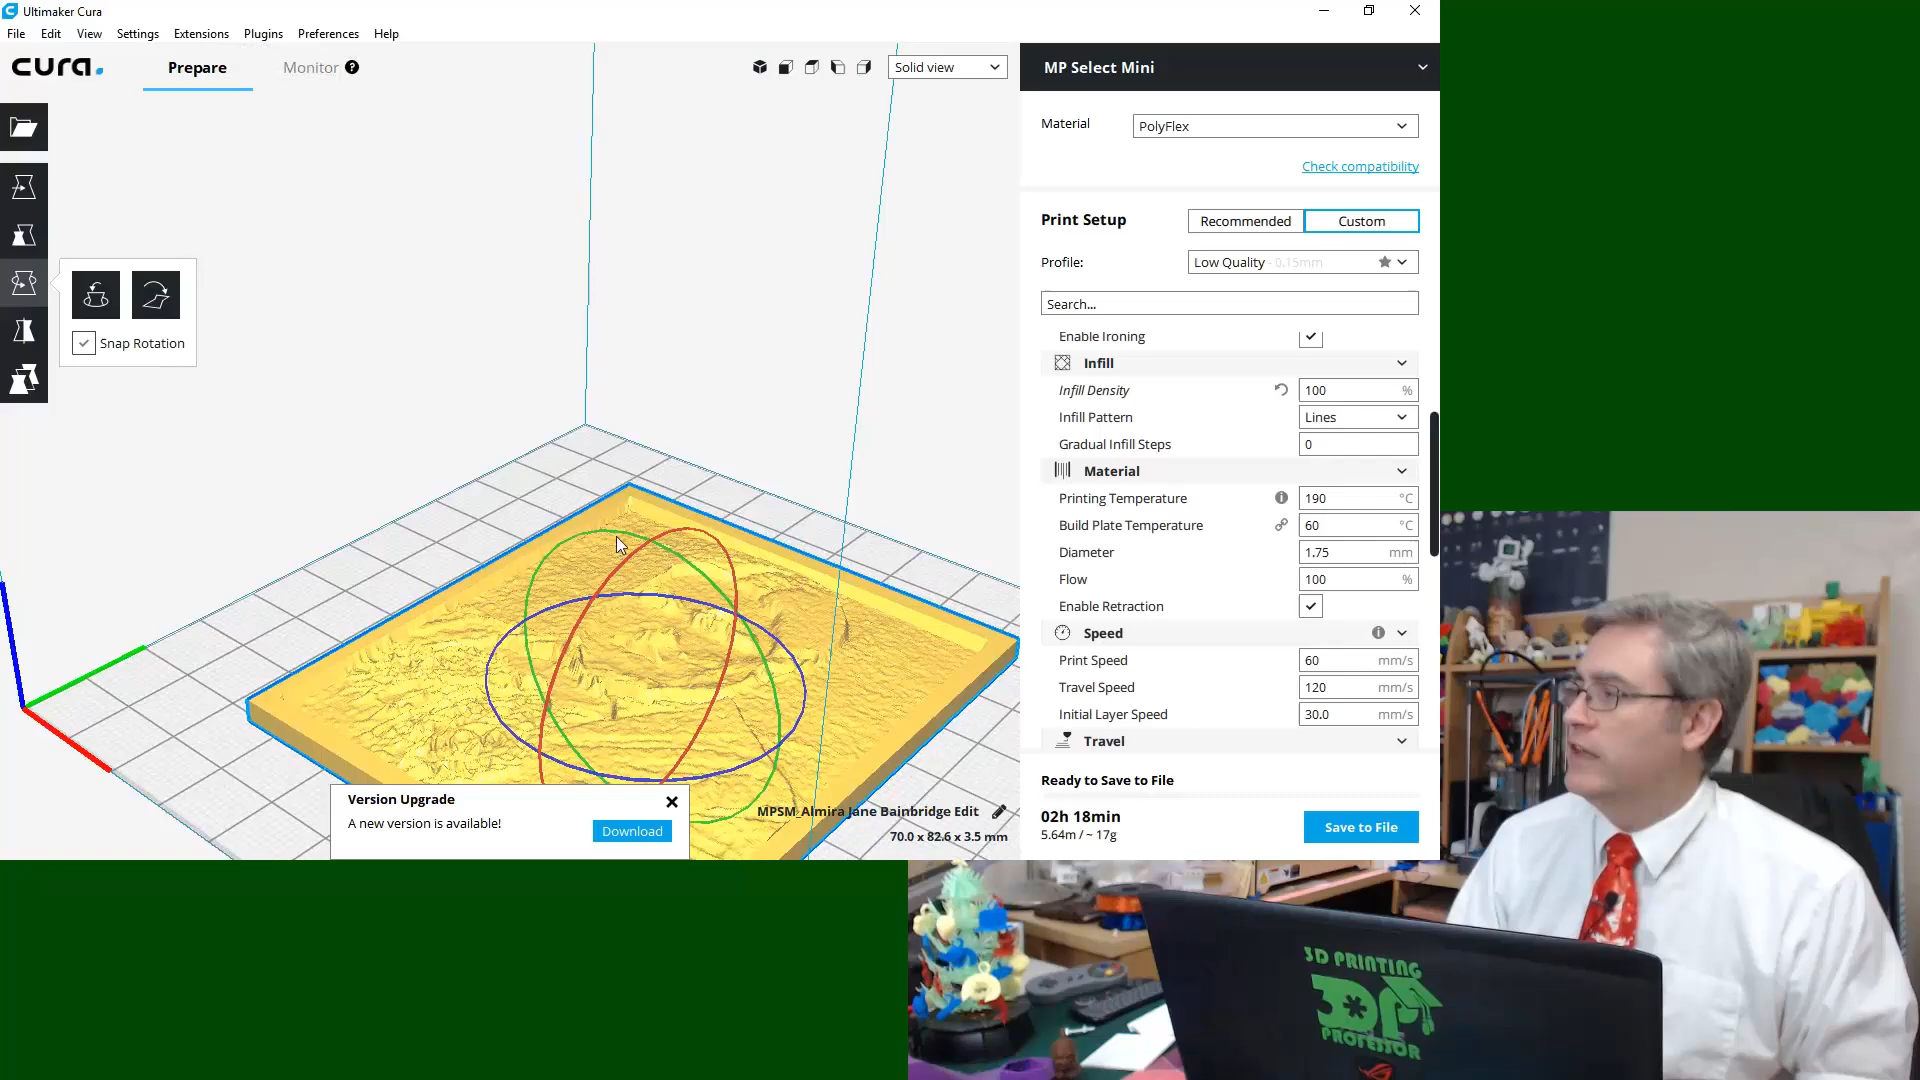 Ultimaker Cura
File Edit View Settings Extensions Plugins Preferences Help
cura.
Prepare
Monitor ?
Solid view
MP Select Mini
Material
PolyFlex
Check compatibility
Print Setup
Recommended
Custom
Profile:
Low Quality - 0.15mm
Search...
Snap Rotation
Enable Ironing
Infill
Infill Density 100 %
Infill Pattern Lines
Gradual Infill Steps 0
Material
Printing Temperature 190 °C
Build Plate Temperature 60 °C
Diameter 1.75 mm
Flow 100 %
Enable Retraction
Speed
Print Speed 60 mm/s
Travel Speed 120 mm/s
Initial Layer Speed 30.0 mm/s
Travel
Version Upgrade
A new version is available!
Download
MPSM_Almira Jane Bainbridge Edit
70.0 x 82.6 x 3.5 mm
Ready to Save to File
02h 18min
5.64m / ~ 17g
Save to File
3D PRINTING
3DP
PROFESSOR